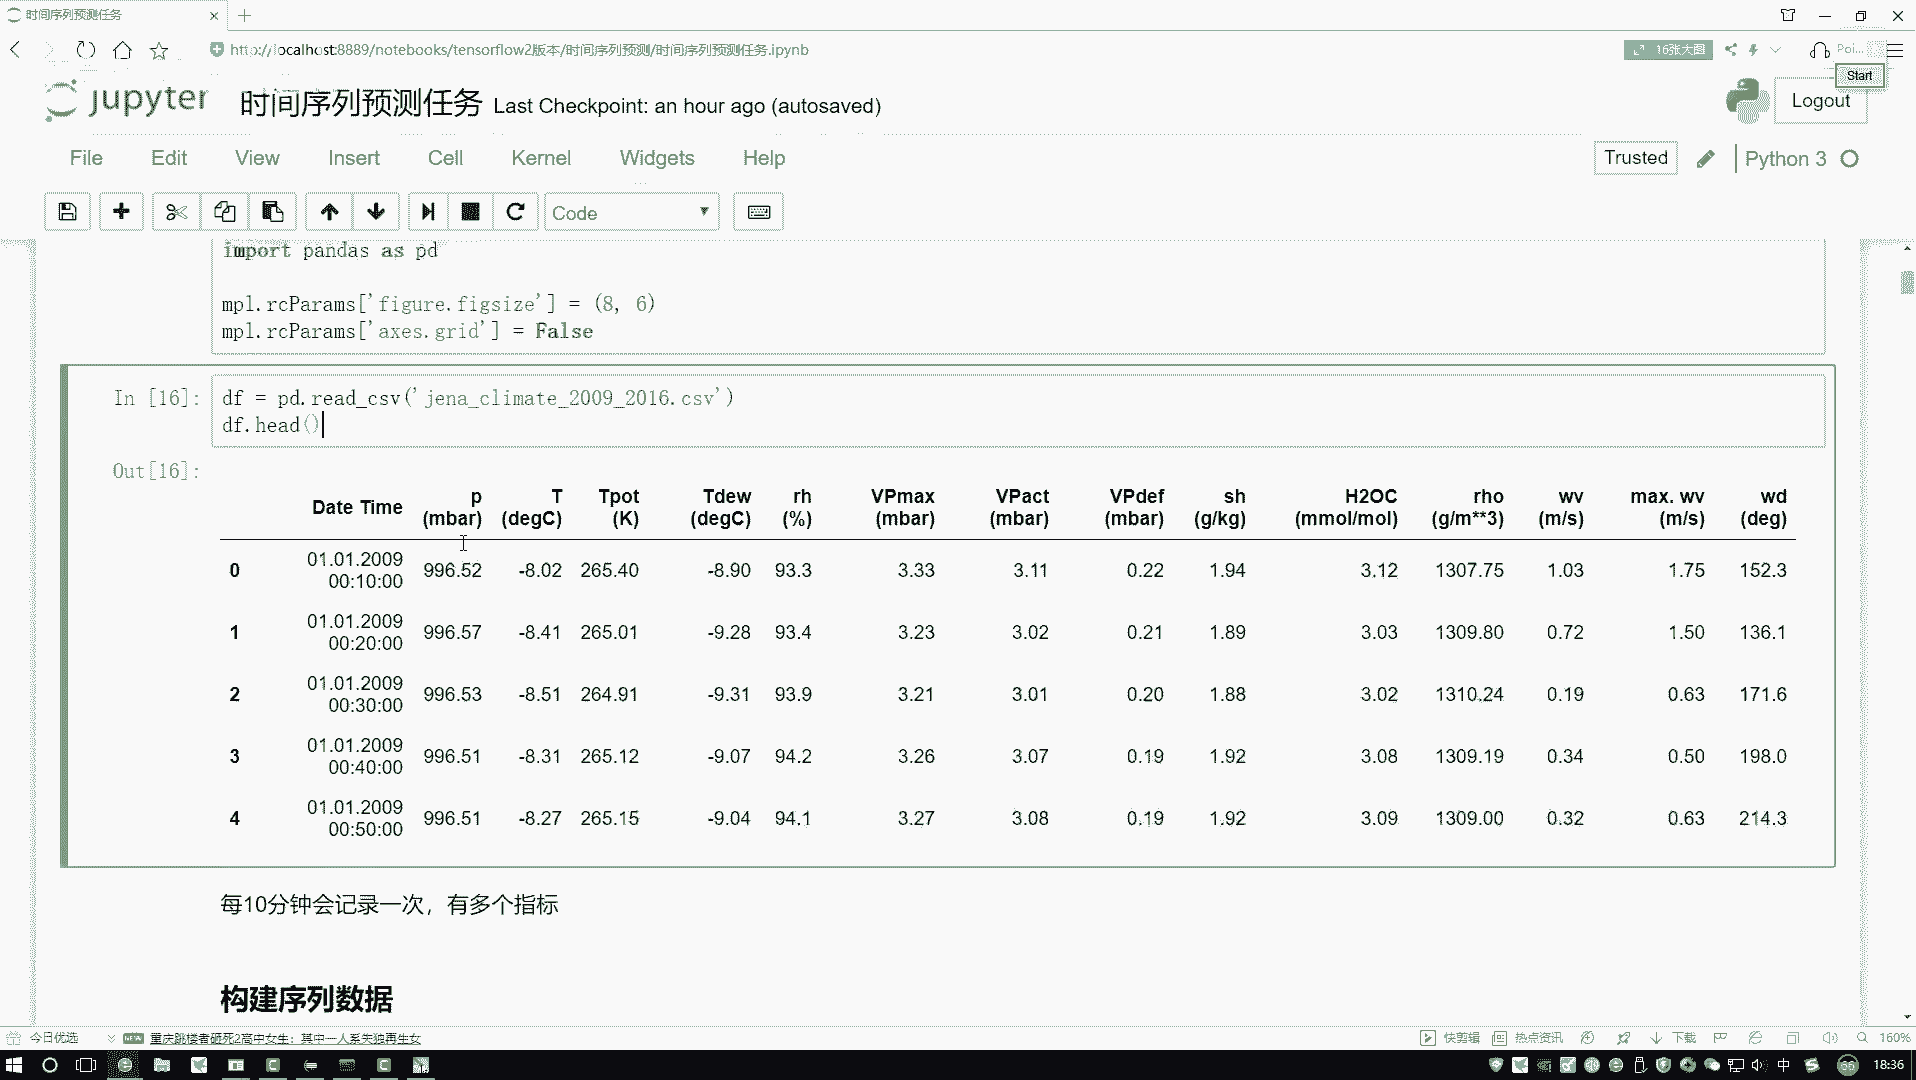 时间序列预测任务
http://localhost:8889/notebooks/tensorflow2版本/时间序列预测/时间序列预测任务.ipynb
16张大图
Poi...
Start
jupyter
时间序列预测任务 Last Checkpoint: an hour ago (autosaved)
Logout
File Edit View Insert Cell Kernel Widgets Help
Trusted
Python 3
Code
import pandas as pd
mpl.rcParams['figure.figsize'] = (8, 6)
mpl.rcParams['axes.grid'] = False
In [16]:
df = pd.read_csv('jena_climate_2009_2016.csv')
df.head()
Out[16]:
Date Time p (mbar) T (degC) Tpot (K) Tdew (degC) rh (%) VPmax (mbar) VPact (mbar) VPdef (mbar) sh (g/kg) H2OC (mmol/mol) rho (g/m**3) wv (m/s) max. wv (m/s) wd (deg)
0 01.01.2009 00:10:00 996.52 -8.02 265.40 -8.90 93.3 3.33 3.11 0.22 1.94 3.12 1307.75 1.03 1.75 152.3
1 01.01.2009 00:20:00 996.57 -8.41 265.01 -9.28 93.4 3.23 3.02 0.21 1.89 3.03 1309.80 0.72 1.50 136.1
2 01.01.2009 00:30:00 996.53 -8.51 264.91 -9.31 93.9 3.21 3.01 0.20 1.88 3.02 1310.24 0.19 0.63 171.6
3 01.01.2009 00:40:00 996.51 -8.31 265.12 -9.07 94.2 3.26 3.07 0.19 1.92 3.08 1309.19 0.34 0.50 198.0
4 01.01.2009 00:50:00 996.51 -8.27 265.15 -9.04 94.1 3.27 3.08 0.19 1.92 3.09 1309.00 0.32 0.63 214.3
每10分钟会记录一次，有多个指标
构建序列数据
今日优选
NEW
重庆跳楼者砸死2高中女生：其中一人系失独再生女
快剪辑
热点资讯
下载
160%
中
18:36